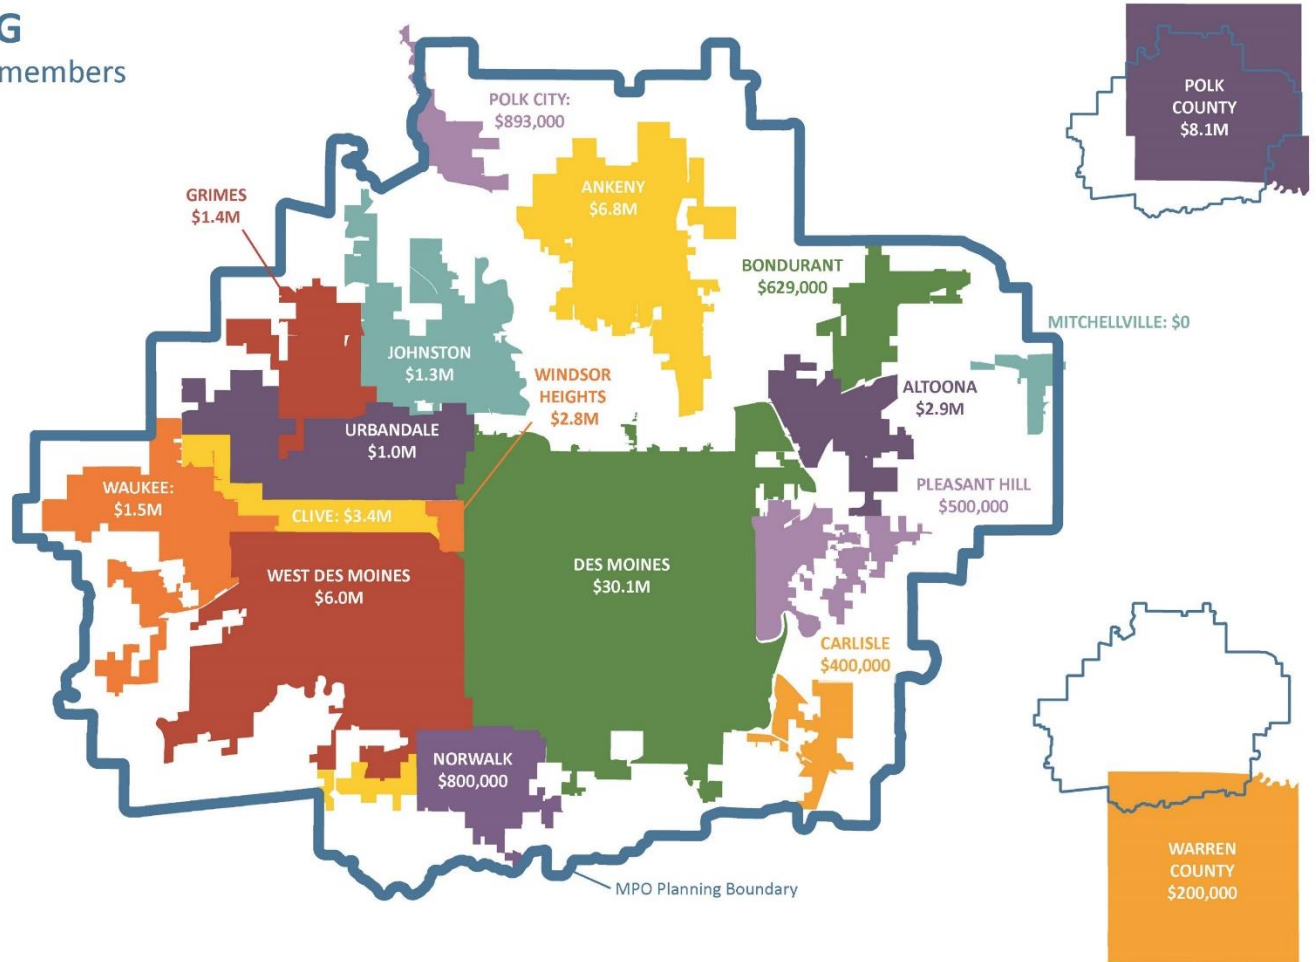 G
members
POLK CITY:
$893,000
POLK
COUNTY
$8.1M
GRIMES
$1.4M
ANKENY
$6.8M
BONDURANT
$629,000
MITCHELLVILLE: $0
JOHNSTON
$1.3M
WINDSOR
HEIGHTS
$2.8M
ALTOONA
$2.9M
URBANDALE
$1.0M
WAUKEE:
$1.5M
CLIVE: $3.4M
PLEASANT HILL
$500,000
WEST DES MOINES
$6.0M
DES MOINES
$30.1M
CARLISLE
$400,000
NORWALK
$800,000
MPO Planning Boundary
WARREN
COUNTY
$200,000